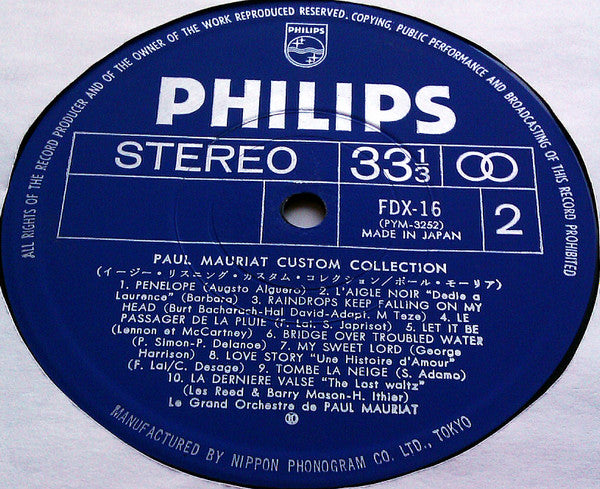 ALL RIGHTS OF THE RECORD PRODUCER AND OF THE OWNER OF THE WORK REPRODUCED RESERVED. COPYING, PUBLIC PERFORMANCE AND BROADCASTING OF THIS RECORD PROHIBITED
PHILIPS
PHILIPS
STEREO 33 1/3
FDX-16
(PYM-3252)
MADE IN JAPAN
2
PAUL MAURIAT CUSTOM COLLECTION
(イージー・リスニング・カスタム・コレクション/ポール・モーリア)
1. PENELOPE (Augsto Alguero) 2. L'AIGLE NOIR "Dedie a
Laurence" (Barbara) 3. RAINDROPS KEEP FALLING ON MY
HEAD (Burt Bacharach-Hal David-Adapt. M Teze) 4. LE
PASSAGER DE LA PLUIE (F. Lai. S. Japrisot) 5. LET IT BE
(Lennon et McCartney) 6. BRIDGE OVER TROUBLED WATER
(P. Simon-P. Delance) 7. MY SWEET LORD (George
Harrison) 8. LOVE STORY "Une Histoire d'Amour"
(F. Lai/C. Desage) 9. TOMBE LA NEIGE (S. Adamo)
10. LA DERNIERE VALSE "The Last waltz"
(Les Reed & Barry Mason-H. Ithier)
Le Grand Orchestre de PAUL MAURIAT
MANUFACTURED BY NIPPON PHONOGRAM CO. LTD., TOKYO